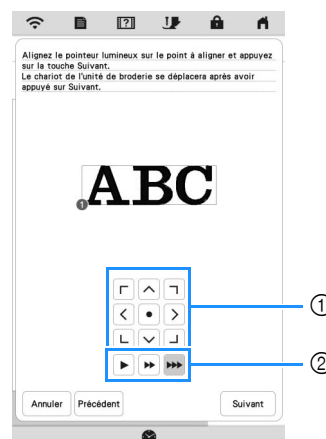 Alignez le pointeur lumineux sur le point à aligner et appuyez
sur la touche Suivant.
Le chariot de l'unité de broderie se déplacera après avoir
appuyé sur Suivant.
ABC
1
①
②
Annuler Précédent Suivant